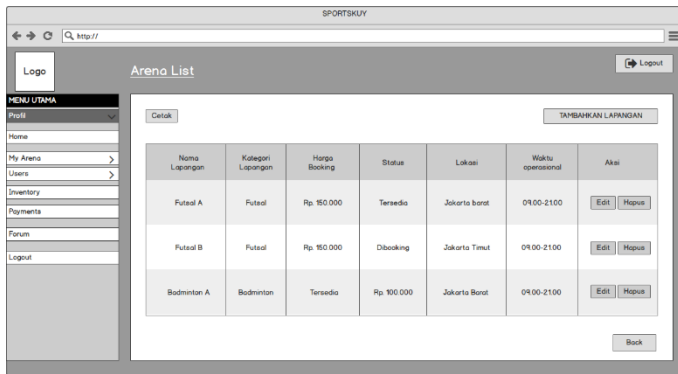 SPORTSKUY
http://
Logo
Arena List
Logout
MENU UTAMA
Profil
Home
My Arena
Users
Inventory
Payments
Forum
Logout
Cetak
TAMBAHKAN LAPANGAN
Nama Lapangan Kategori Lapangan Harga Booking Status Lokasi Waktu operasional Aksi
Futsal A Futsal Rp. 150.000 Tersedia Jakarta barat 09.00-21.00 Edit Hapus
Futsal B Futsal Rp. 150.000 Dibooking Jakarta Timut 09.00-21.00 Edit Hapus
Badminton A Badminton Tersedia Rp. 100.000 Jakarta Barat 09.00-21.00 Edit Hapus
Back